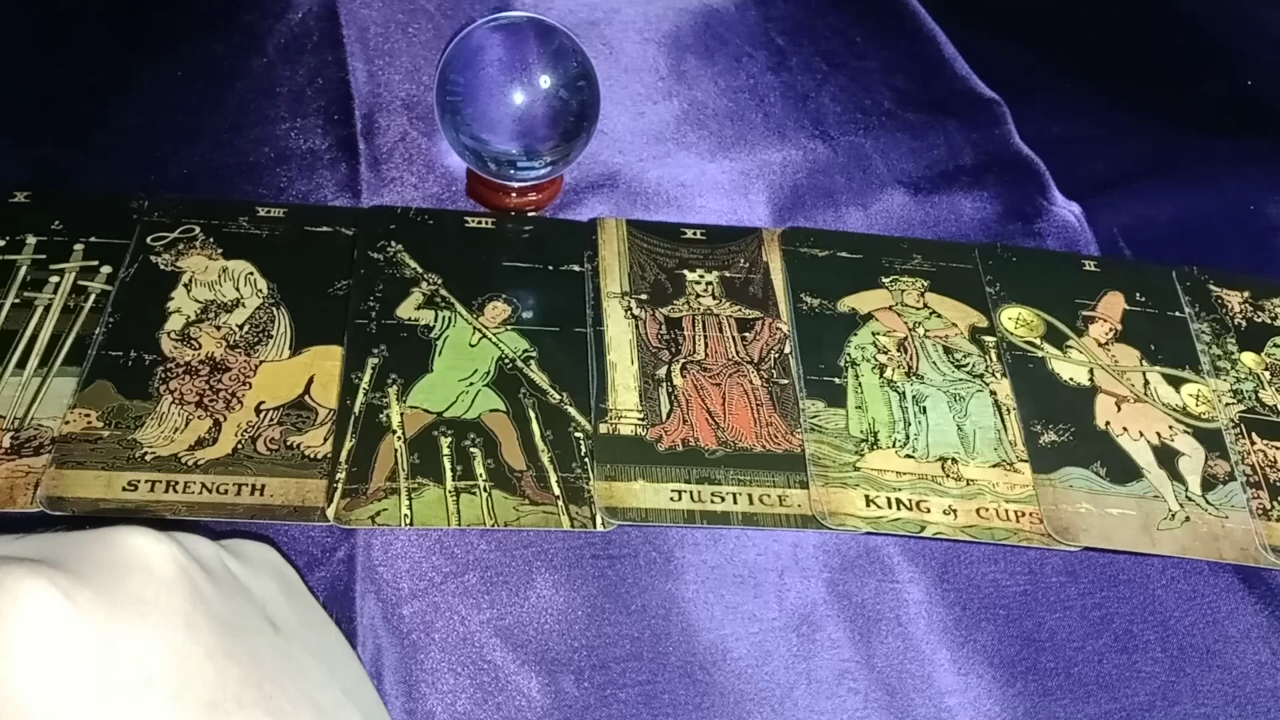 X
VIII
VII
XI
II
STRENGTH.
JUSTICE.
KING of CUPS